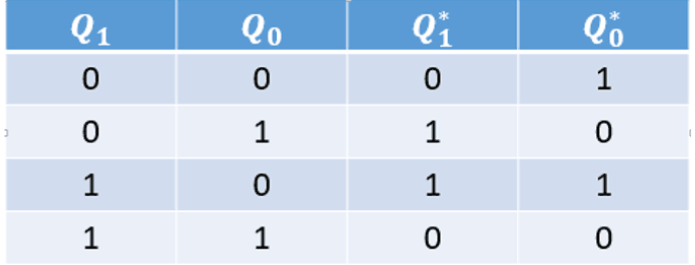 Q₁ Q₀ Q₁* Q₀*
0 0 0 1
0 1 1 0
1 0 1 1
1 1 0 0